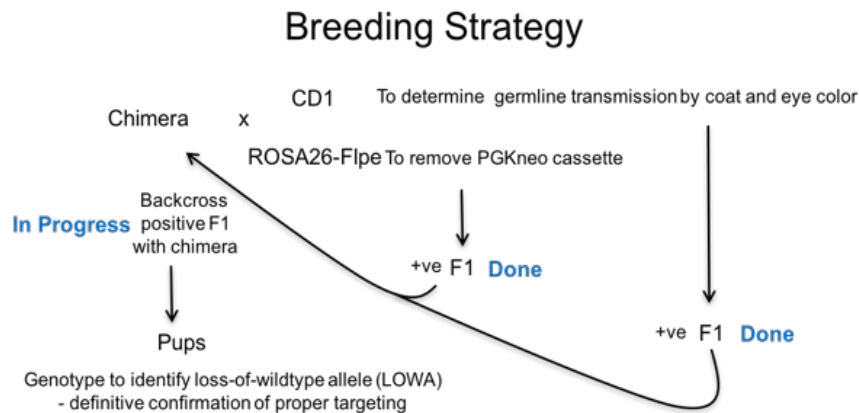 Breeding Strategy
CD1 To determine germline transmission by coat and eye color
Chimera x
ROSA26-Flpe To remove PGKneo cassette
In Progress
Backcross
positive F1
with chimera
+ve F1 Done
+ve F1 Done
Pups
Genotype to identify loss-of-wildtype allele (LOWA)
- definitive confirmation of proper targeting